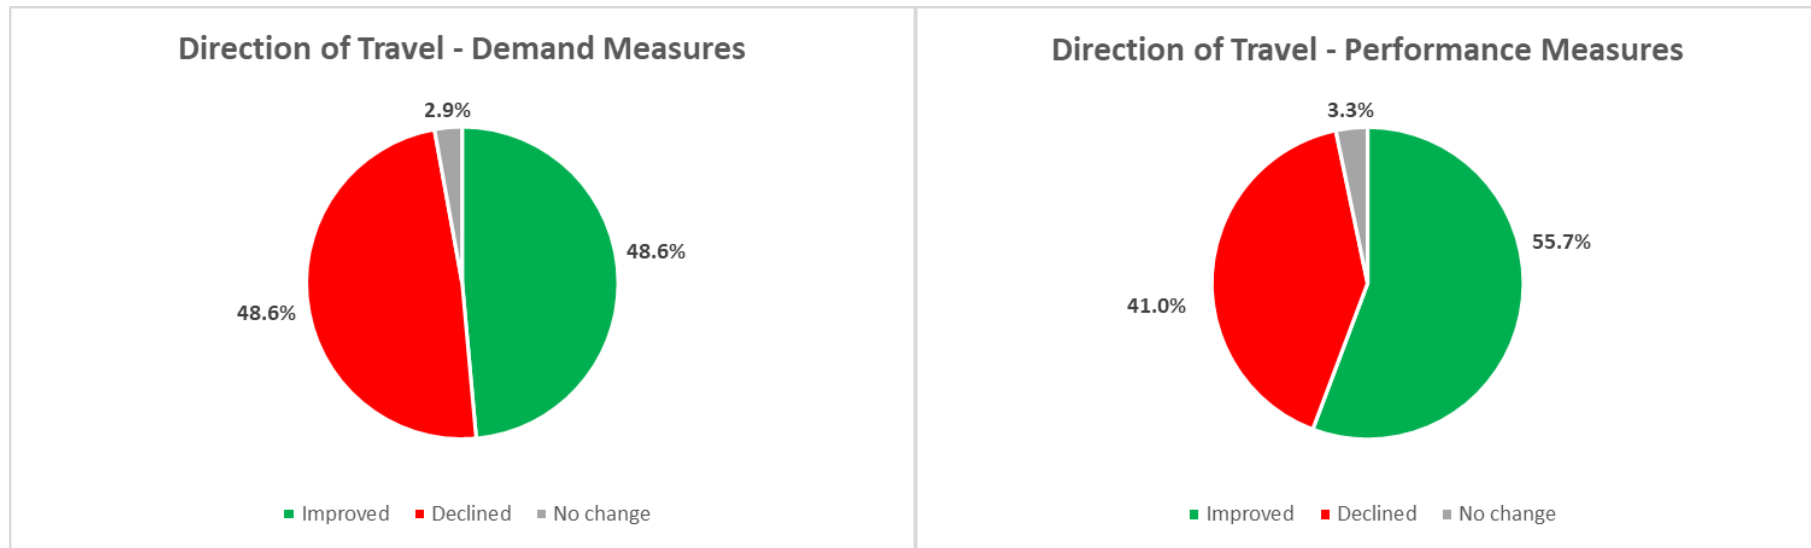 Direction of Travel - Demand Measures
2.9%
48.6%
48.6%
Improved Declined No change
Direction of Travel - Performance Measures
3.3%
55.7%
41.0%
Improved Declined No change